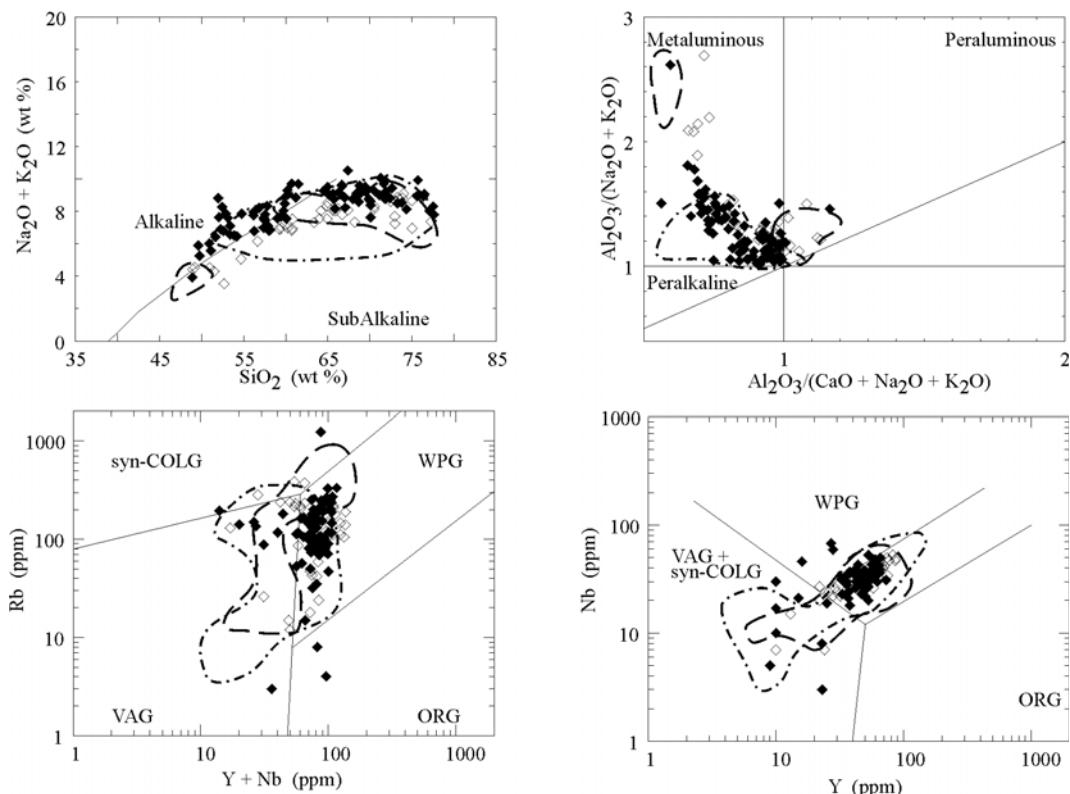 20
16
12
8
4
0
Na2O + K2O (wt %)
Alkaline
SubAlkaline
35 45 55 65 75 85
SiO2 (wt %)
3
2
1
Al2O3/(Na2O + K2O)
Metaluminous
Peraluminous
Peralkaline
1 2
Al2O3/(CaO + Na2O + K2O)
1000
100
10
1
Rb (ppm)
syn-COLG
WPG
VAG
ORG
1 10 100 1000
Y + Nb (ppm)
1000
100
10
1
Nb (ppm)
WPG
VAG +
syn-COLG
ORG
1 10 100 1000
Y (ppm)